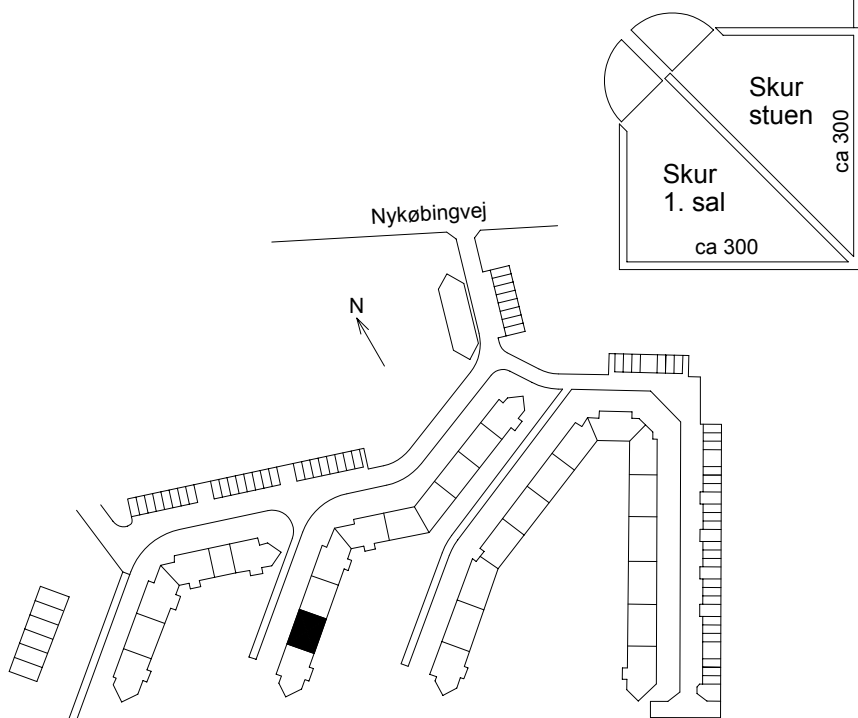 Skur
stuen
ca 300
Skur
1. sal
ca 300
Nykøbingvej
N